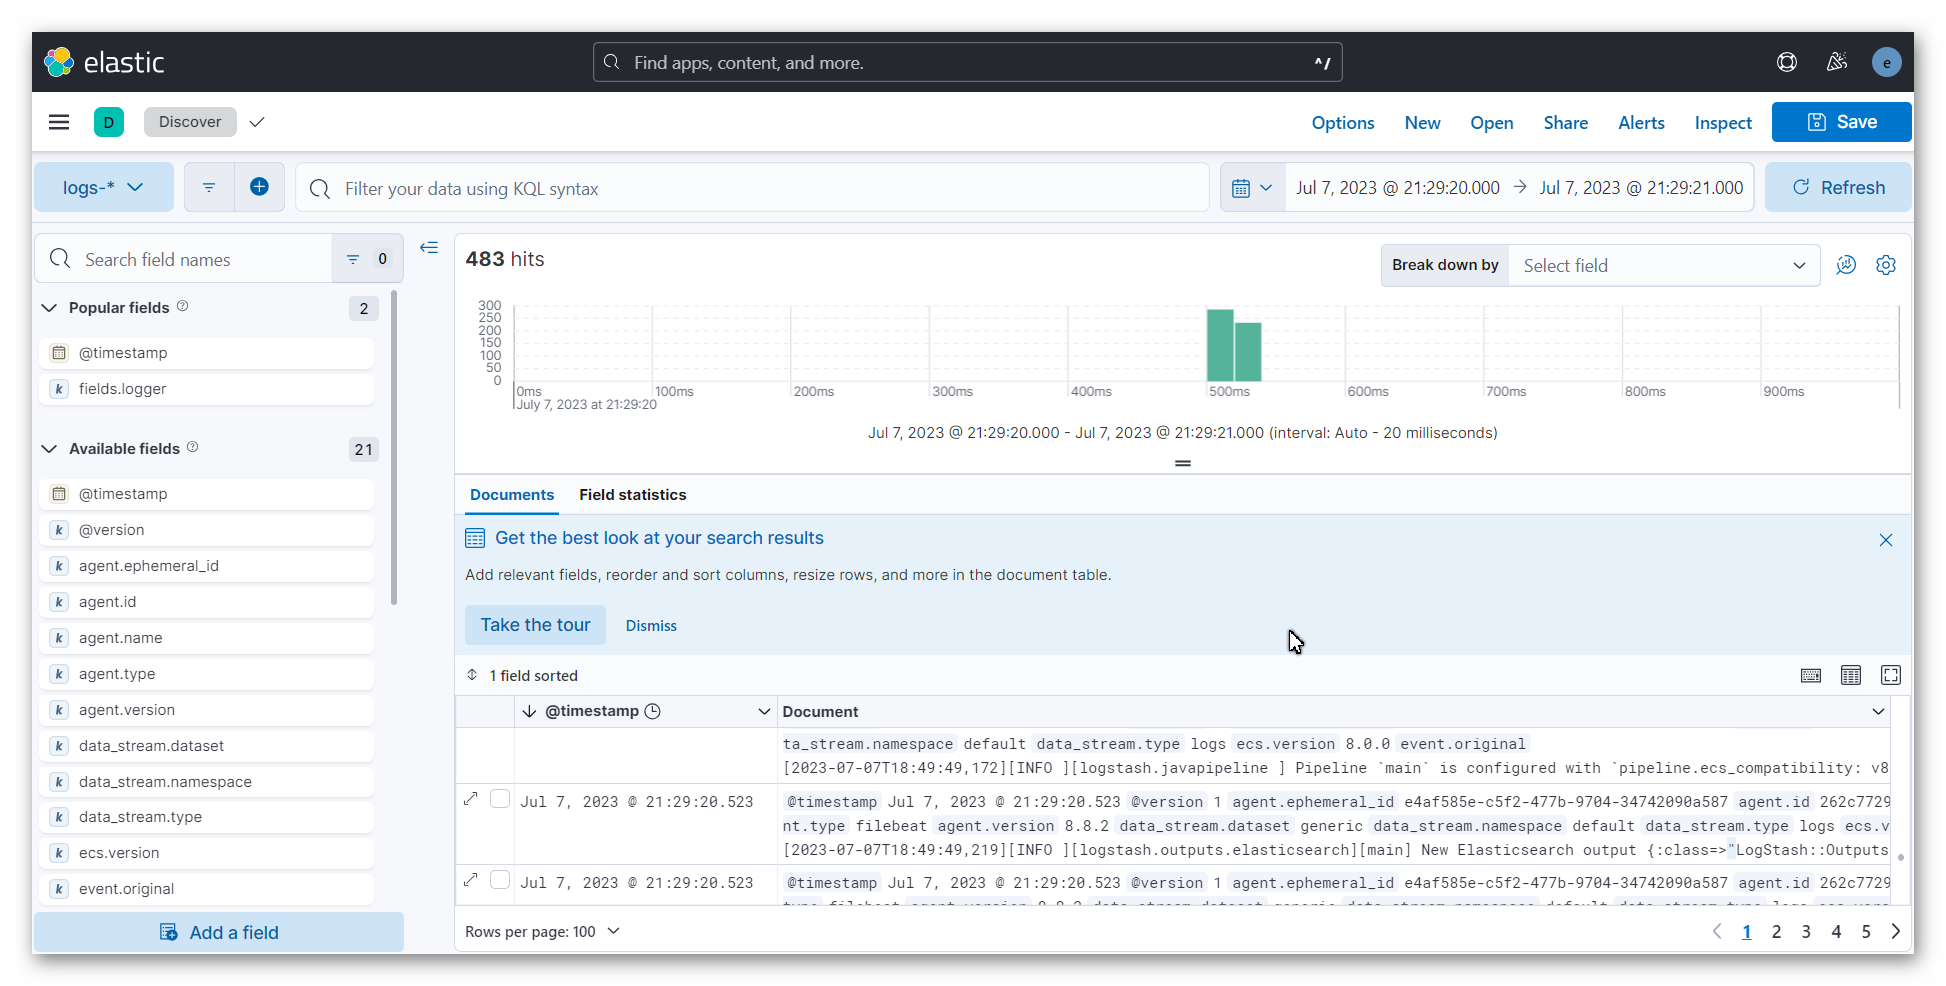 elastic
Find apps, content, and more.
^/
e
D
Discover
Options
New
Open
Share
Alerts
Inspect
Save
logs-*
Filter your data using KQL syntax
Jul 7, 2023 @ 21:29:20.000 → Jul 7, 2023 @ 21:29:21.000
Refresh
Search field names
0
Popular fields
2
@timestamp
k fields.logger
Available fields
21
@timestamp
k @version
k agent.ephemeral_id
k agent.id
k agent.name
k agent.type
k agent.version
k data_stream.dataset
k data_stream.namespace
k data_stream.type
k ecs.version
k event.original
Add a field
483 hits
Break down by
Select field
300
250
200
150
100
50
0
0ms 100ms 200ms 300ms 400ms 500ms 600ms 700ms 800ms 900ms
July 7, 2023 at 21:29:20
Jul 7, 2023 @ 21:29:20.000 - Jul 7, 2023 @ 21:29:21.000 (interval: Auto - 20 milliseconds)
Documents
Field statistics
Get the best look at your search results
Add relevant fields, reorder and sort columns, resize rows, and more in the document table.
Take the tour
Dismiss
1 field sorted
@timestamp
Document
ta_stream.namespace default data_stream.type logs ecs.version 8.0.0 event.original
[2023-07-07T18:49:49,172][INFO ][logstash.javapipeline ] Pipeline `main` is configured with `pipeline.ecs_compatibility: v8
Jul 7, 2023 @ 21:29:20.523
@timestamp Jul 7, 2023 @ 21:29:20.523 @version 1 agent.ephemeral_id e4af585e-c5f2-477b-9704-34742090a587 agent.id 262c7729
nt.type filebeat agent.version 8.8.2 data_stream.dataset generic data_stream.namespace default data_stream.type logs ecs.v
[2023-07-07T18:49:49,219][INFO ][logstash.outputs.elasticsearch][main] New Elasticsearch output {:class=>"LogStash::Outputs
Jul 7, 2023 @ 21:29:20.523
@timestamp Jul 7, 2023 @ 21:29:20.523 @version 1 agent.ephemeral_id e4af585e-c5f2-477b-9704-34742090a587 agent.id 262c7729
Rows per page: 100
1 2 3 4 5